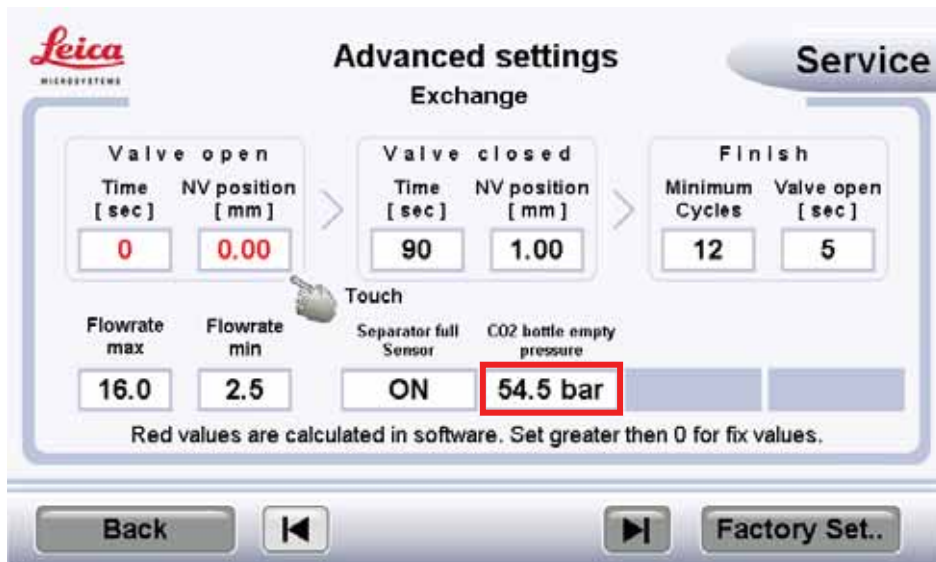 Leica
MICROSYSTEMS
Advanced settings
Service
Exchange
Valve open
Valve closed
Finish
Time [sec]
NV position [mm]
Time [sec]
NV position [mm]
Minimum Cycles
Valve open [sec]
0
0.00
90
1.00
12
5
Touch
Flowrate max
Flowrate min
Separator full Sensor
CO2 bottle empty pressure
16.0
2.5
ON
54.5 bar
Red values are calculated in software. Set greater then 0 for fix values.
Back
Factory Set..